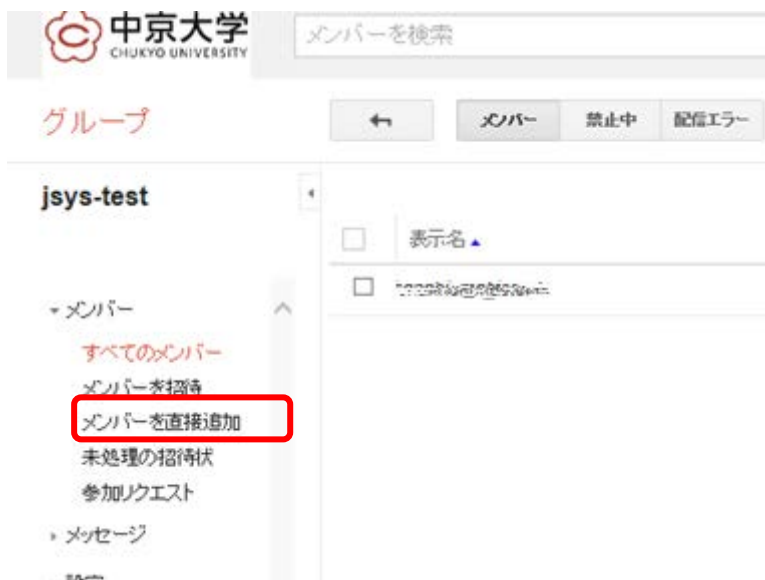 中京大学
CHUKYO UNIVERSITY
メンバーを検索
グループ
メンバー 禁止中 配信エラー
jsys-test
表示名
メンバー
すべてのメンバー
メンバーを招待
メンバーを直接追加
未処理の招待状
参加リクエスト
メッセージ